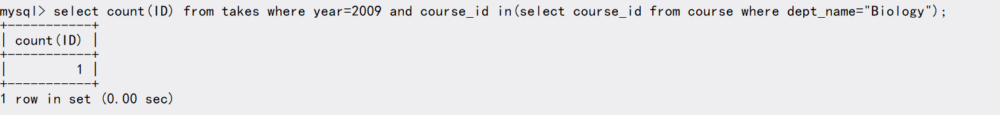 mysql> select count(ID) from takes where year=2009 and course_id in(select course_id from course where dept_name="Biology");
+-----------+
| count(ID) |
+-----------+
|         1 |
+-----------+
1 row in set (0.00 sec)